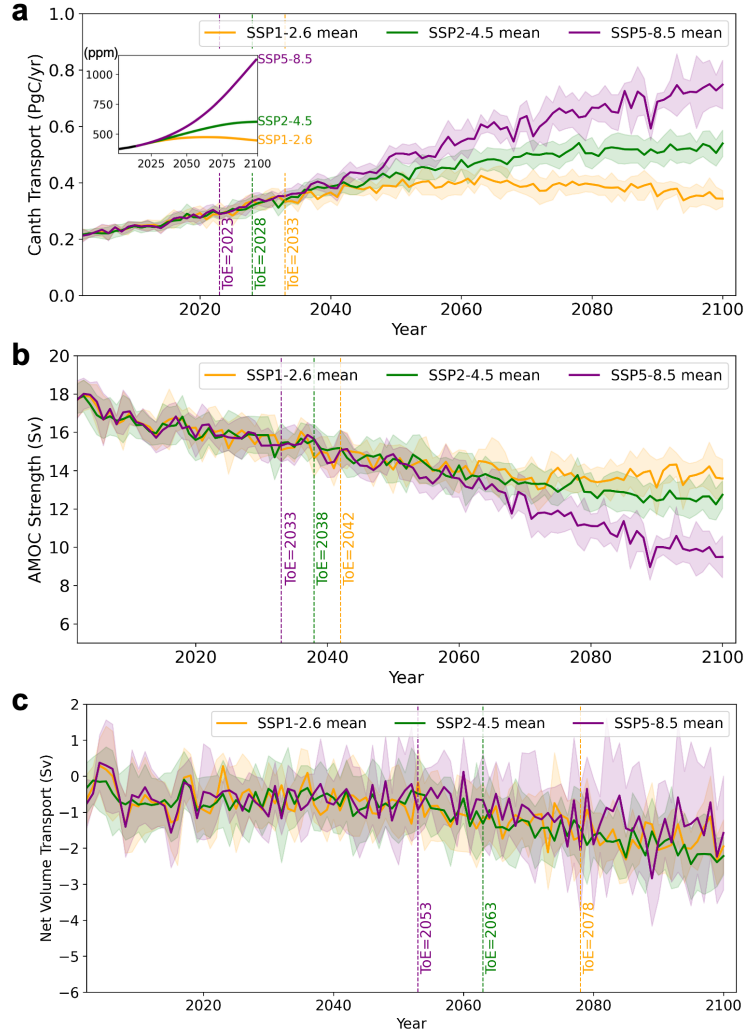 a
SSP1-2.6 mean SSP2-4.5 mean SSP5-8.5 mean
Canth Transport (PgC/yr)
1.0
0.8
0.6
0.4
0.2
0.0
(ppm)
1000
750
500
2025 2050 2075 2100
SSP5-8.5
SSP2-4.5
SSP1-2.6
ToE=2023
ToE=2028
ToE=2033
2020 2040 2060 2080 2100
Year
b
SSP1-2.6 mean SSP2-4.5 mean SSP5-8.5 mean
AMOC Strength (Sv)
20
18
16
14
12
10
8
6
ToE=2033
ToE=2038
ToE=2042
2020 2040 2060 2080 2100
Year
c
SSP1-2.6 mean SSP2-4.5 mean SSP5-8.5 mean
Net Volume Transport (Sv)
2
1
0
−1
−2
−3
−4
−5
−6
ToE=2053
ToE=2063
ToE=2078
2020 2040 2060 2080 2100
Year